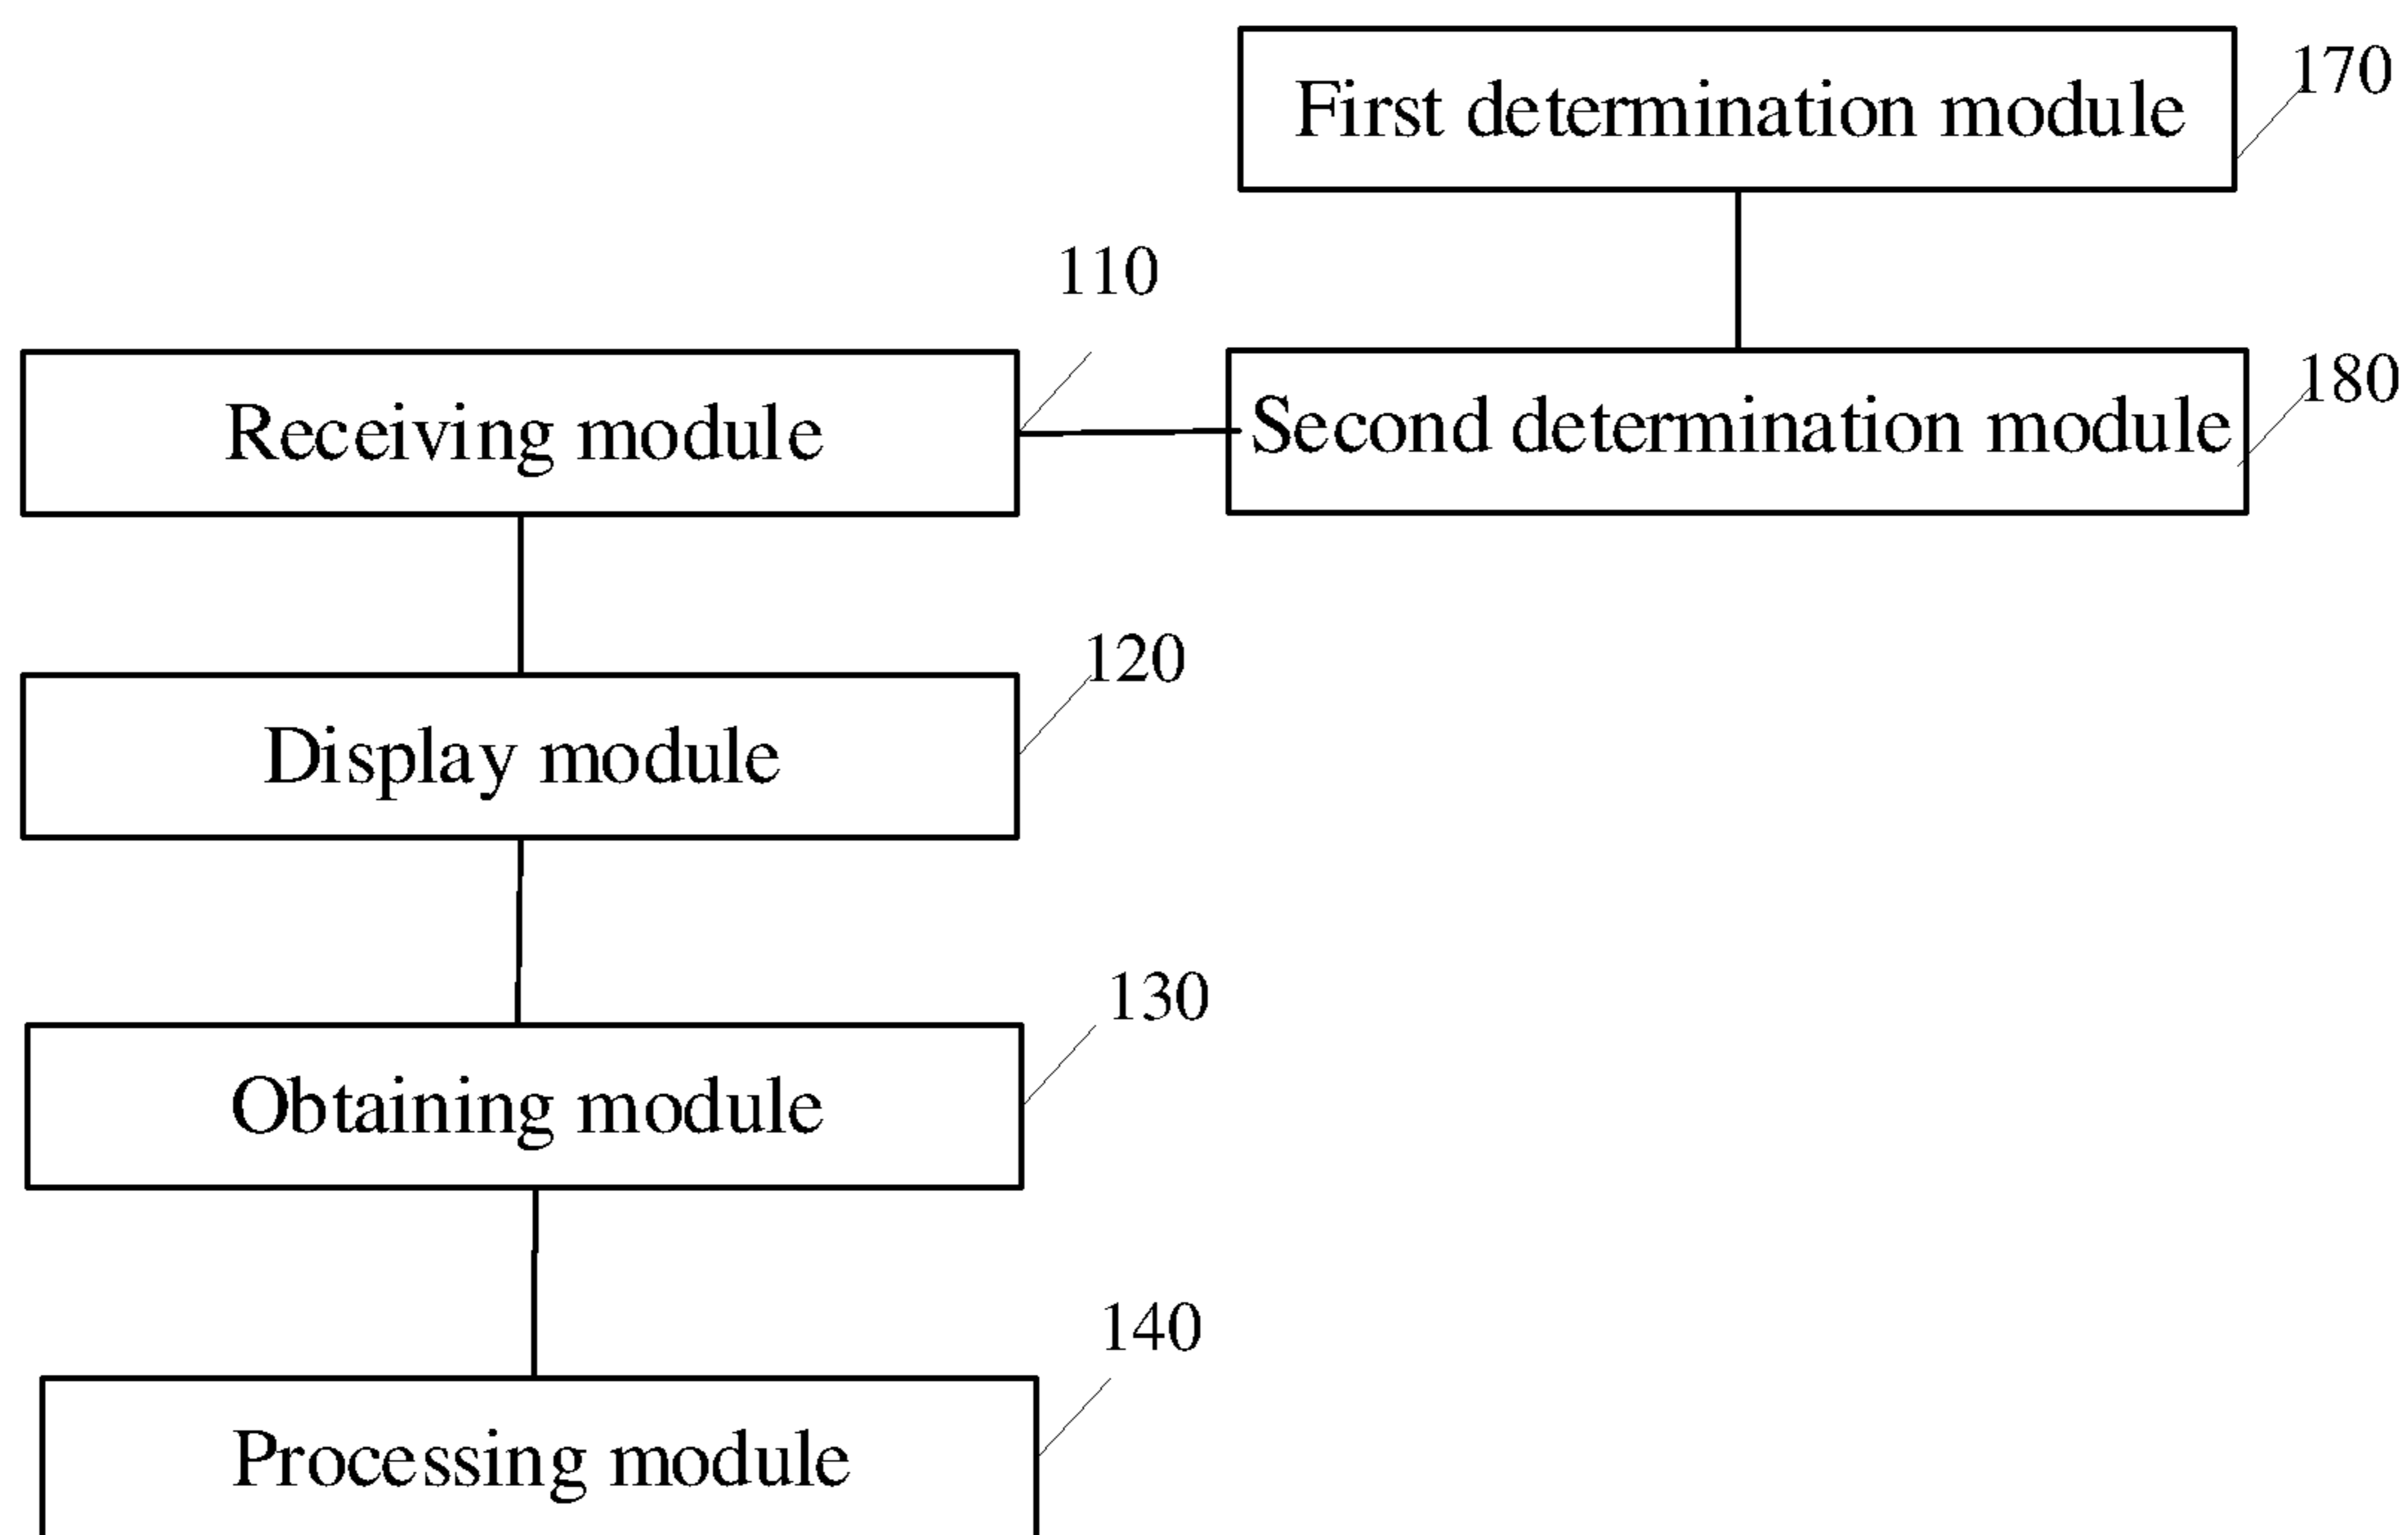 First determination module
170
110
Receiving module
Second determination module
180
120
Display module
130
Obtaining module
140
Processing module